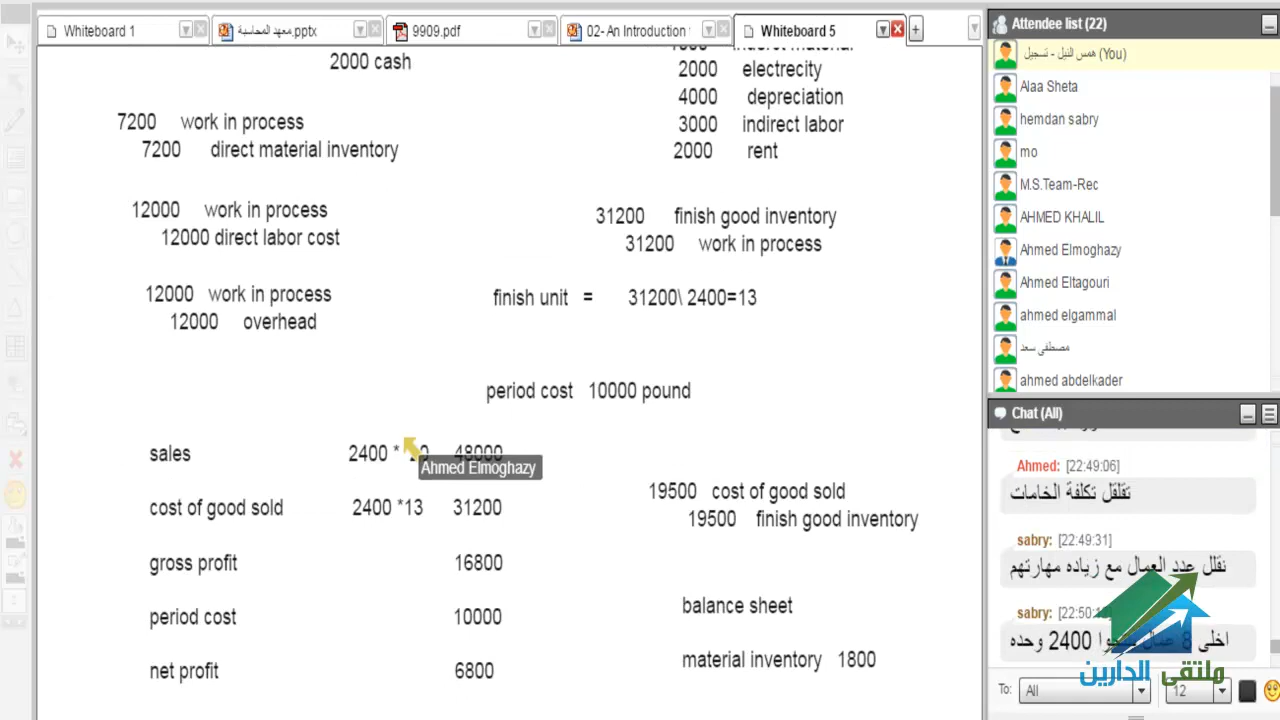 Whiteboard 1
معهد المحاسبة.pptx
9909.pdf
02- An Introduction
Whiteboard 5
2000 cash
7200 work in process
7200 direct material inventory
12000 work in process
12000 direct labor cost
12000 work in process
12000 overhead
2000 electrecity
4000 depreciation
3000 indirect labor
2000 rent
31200 finish good inventory
31200 work in process
finish unit = 31200\ 2400=13
period cost 10000 pound
sales 2400 * 48000
Ahmed Elmoghazy
cost of good sold 2400 *13 31200
gross profit 16800
period cost 10000
net profit 6800
19500 cost of good sold
19500 finish good inventory
balance sheet
material inventory 1800
Attendee list (22)
همس النيل - تسجيل (You)
Alaa Sheta
hemdan sabry
mo
M.S.Team-Rec
AHMED KHALIL
Ahmed Elmoghazy
Ahmed Eltagouri
ahmed elgammal
مصطفى سعد
ahmed abdelkader
Chat (All)
Ahmed: [22:49:06]
تقلقل تكلفة الخامات
sabry: [22:49:31]
نقلل عدد العمال مع زياده مهارتهم
sabry:
اخلى 8 عمال 2400 وحده
ملتقى الدارين
To: All 12